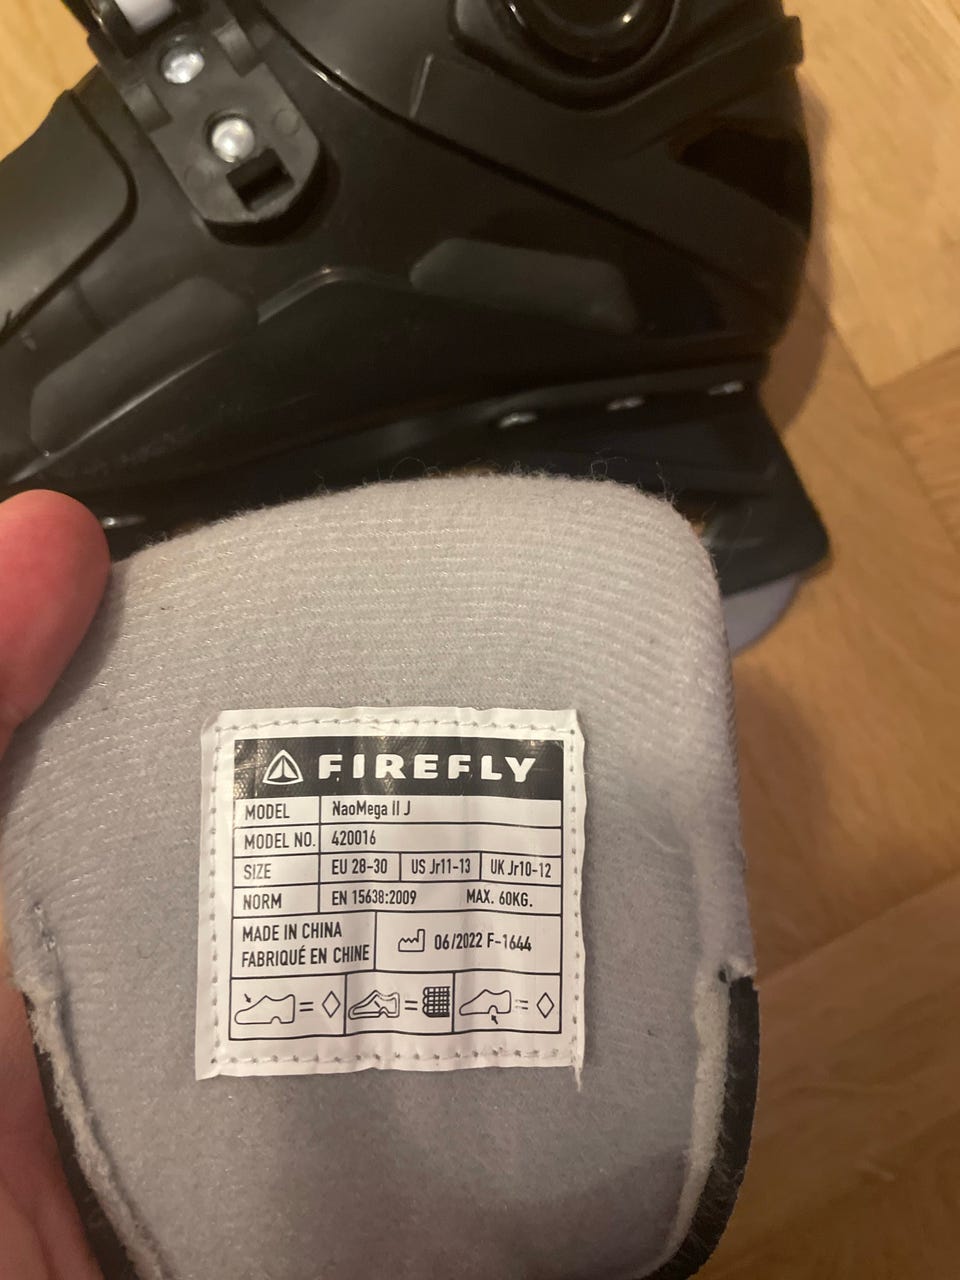 FIREFLY
MODEL NaoMega II J
MODEL NO. 420016
SIZE EU 28-30 US Jr11-13 UK Jr10-12
NORM EN 15638:2009 MAX. 60KG.
MADE IN CHINA
FABRIQUÉ EN CHINE
06/2022 F-1644